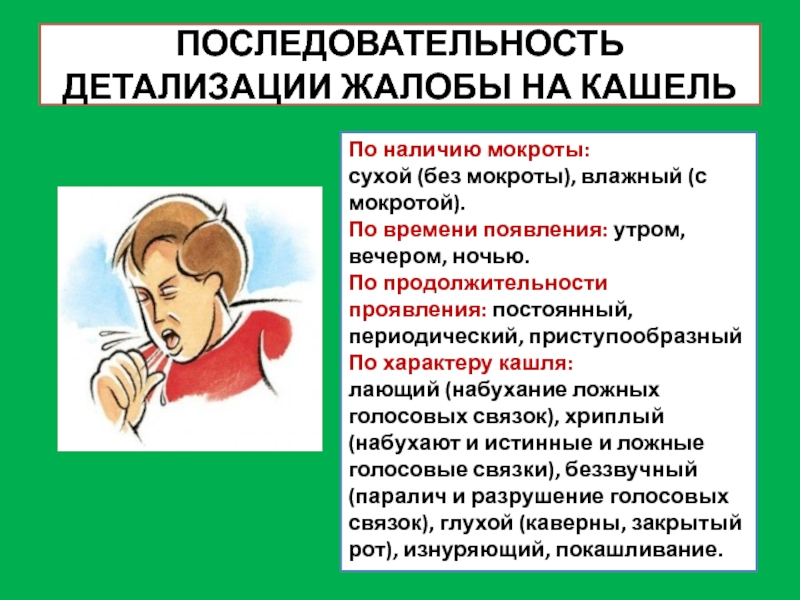 ПОСЛЕДОВАТЕЛЬНОСТЬ
ДЕТАЛИЗАЦИИ ЖАЛОБЫ НА КАШЕЛЬ
По наличию мокроты:
сухой (без мокроты), влажный (с
мокротой).
По времени появления: утром,
вечером, ночью.
По продолжительности
проявления: постоянный,
периодический, приступообразный
По характеру кашля:
лающий (набухание ложных
голосовых связок), хриплый
(набухают и истинные и ложные
голосовые связки), беззвучный
(паралич и разрушение голосовых
связок), глухой (каверны, закрытый
рот), изнуряющий, покашливание.